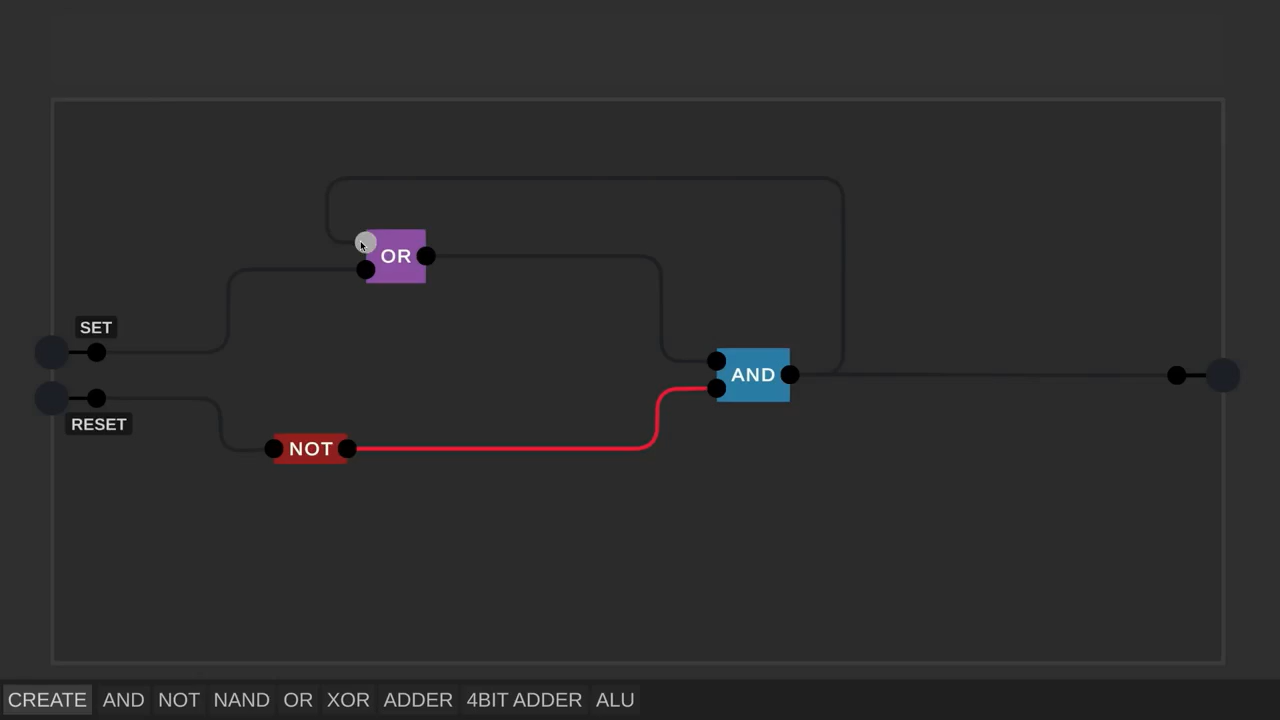 OR
SET
AND
RESET
NOT
CREATE AND NOT NAND OR XOR ADDER 4BIT ADDER ALU